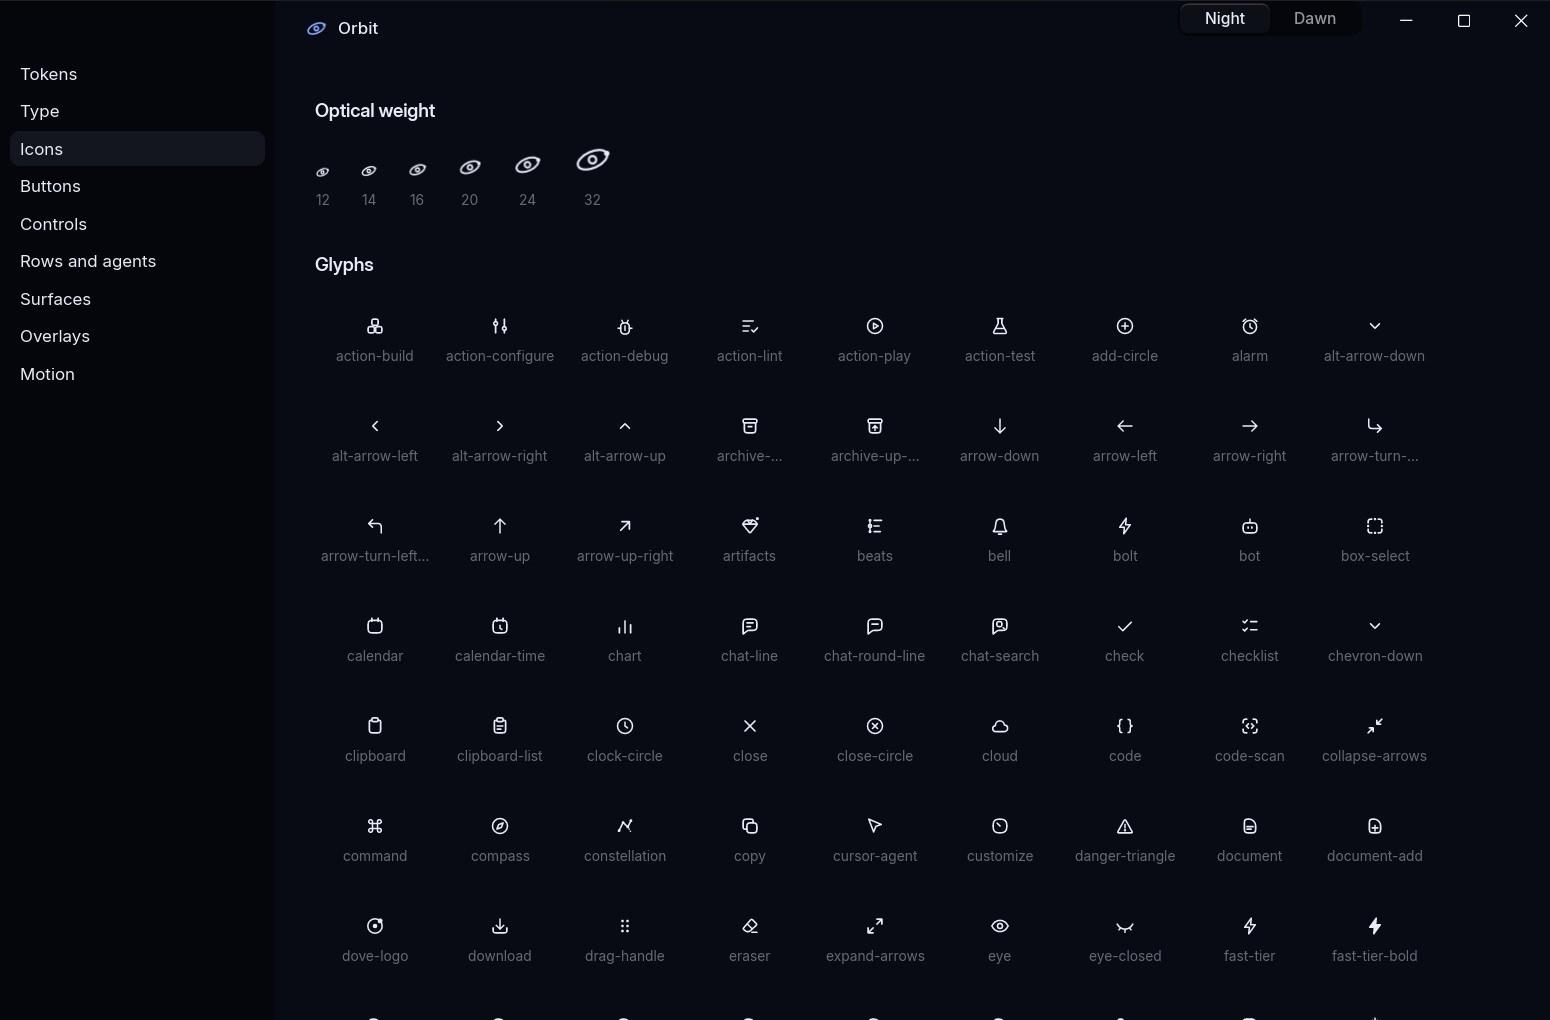 Orbit
Night Dawn
Tokens
Type
Icons
Buttons
Controls
Rows and agents
Surfaces
Overlays
Motion
Optical weight
12 14 16 20 24 32
Glyphs
action-build action-configure action-debug action-lint action-play action-test add-circle alarm alt-arrow-down
alt-arrow-left alt-arrow-right alt-arrow-up archive-... archive-up-... arrow-down arrow-left arrow-right arrow-turn-...
arrow-turn-left... arrow-up arrow-up-right artifacts beats bell bolt bot box-select
calendar calendar-time chart chat-line chat-round-line chat-search check checklist chevron-down
clipboard clipboard-list clock-circle close close-circle cloud code code-scan collapse-arrows
command compass constellation copy cursor-agent customize danger-triangle document document-add
dove-logo download drag-handle eraser expand-arrows eye eye-closed fast-tier fast-tier-bold